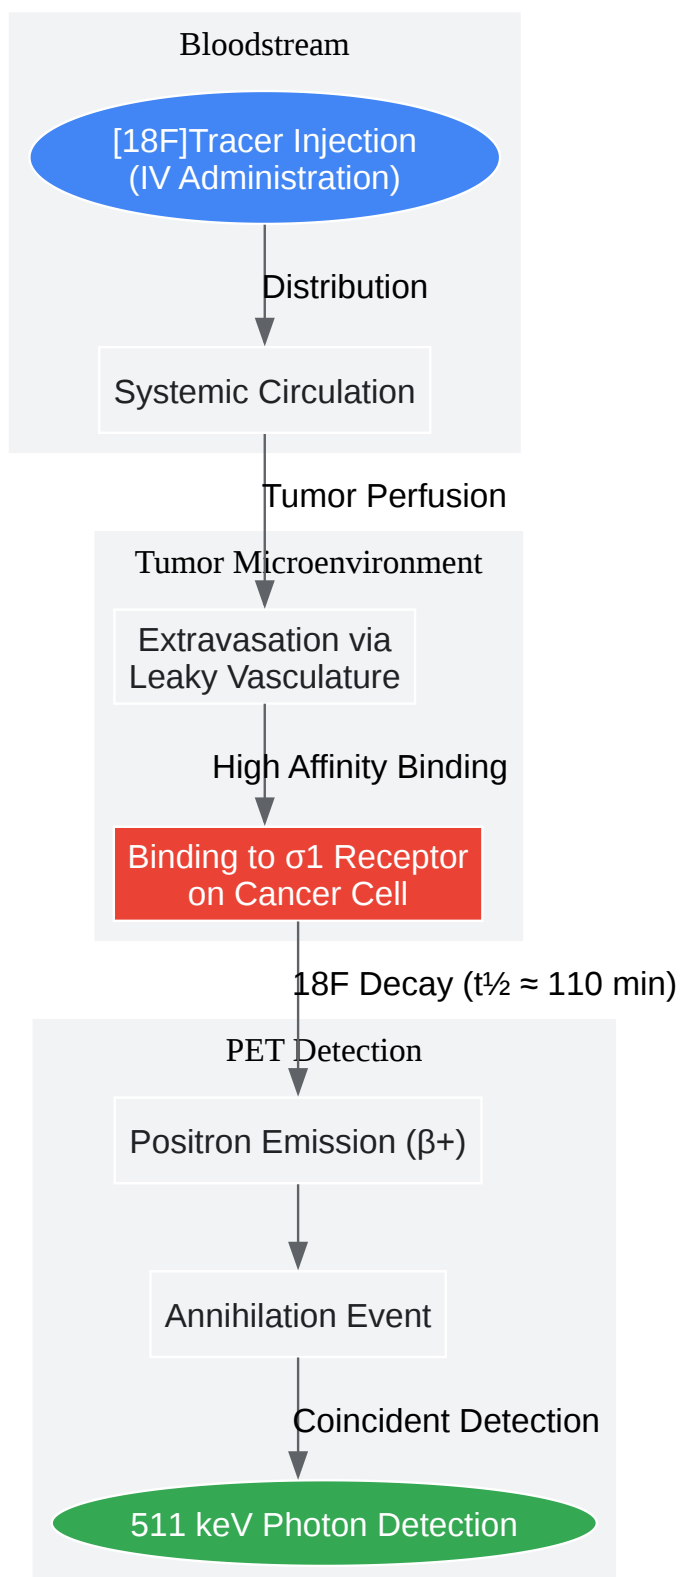 Bloodstream
[18F]Tracer Injection
(IV Administration)
Distribution
Systemic Circulation
Tumor Perfusion
Tumor Microenvironment
Extravasation via
Leaky Vasculature
High Affinity Binding
Binding to σ1 Receptor
on Cancer Cell
18F Decay (t½ ≈ 110 min)
PET Detection
Positron Emission (β+)
Annihilation Event
Coincident Detection
511 keV Photon Detection